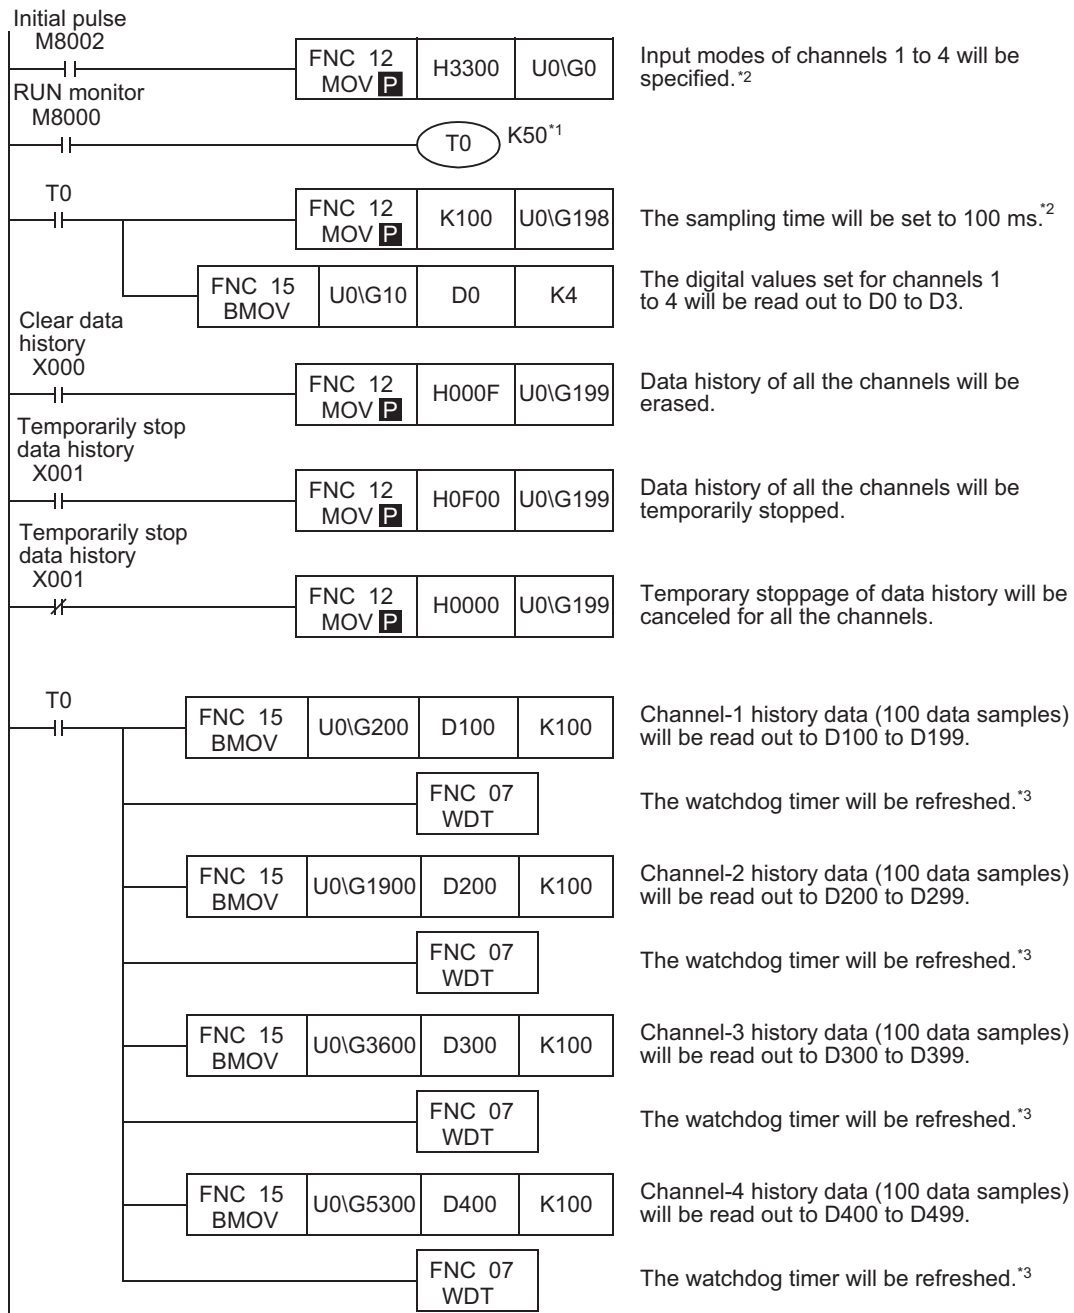 Initial pulse
M8002
FNC 12
MOV P
H3300
U0\G0
Input modes of channels 1 to 4 will be
specified.*2
RUN monitor
M8000
T0
K50*1
T0
FNC 12
MOV P
K100
U0\G198
The sampling time will be set to 100 ms.*2
FNC 15
BMOV
U0\G10
D0
K4
The digital values set for channels 1
to 4 will be read out to D0 to D3.
Clear data
history
X000
FNC 12
MOV P
H000F
U0\G199
Data history of all the channels will be
erased.
Temporarily stop
data history
X001
FNC 12
MOV P
H0F00
U0\G199
Data history of all the channels will be
temporarily stopped.
Temporarily stop
data history
X001
FNC 12
MOV P
H0000
U0\G199
Temporary stoppage of data history will be
canceled for all the channels.
T0
FNC 15
BMOV
U0\G200
D100
K100
Channel-1 history data (100 data samples)
will be read out to D100 to D199.
FNC 07
WDT
The watchdog timer will be refreshed.*3
FNC 15
BMOV
U0\G1900
D200
K100
Channel-2 history data (100 data samples)
will be read out to D200 to D299.
FNC 07
WDT
The watchdog timer will be refreshed.*3
FNC 15
BMOV
U0\G3600
D300
K100
Channel-3 history data (100 data samples)
will be read out to D300 to D399.
FNC 07
WDT
The watchdog timer will be refreshed.*3
FNC 15
BMOV
U0\G5300
D400
K100
Channel-4 history data (100 data samples)
will be read out to D400 to D499.
FNC 07
WDT
The watchdog timer will be refreshed.*3